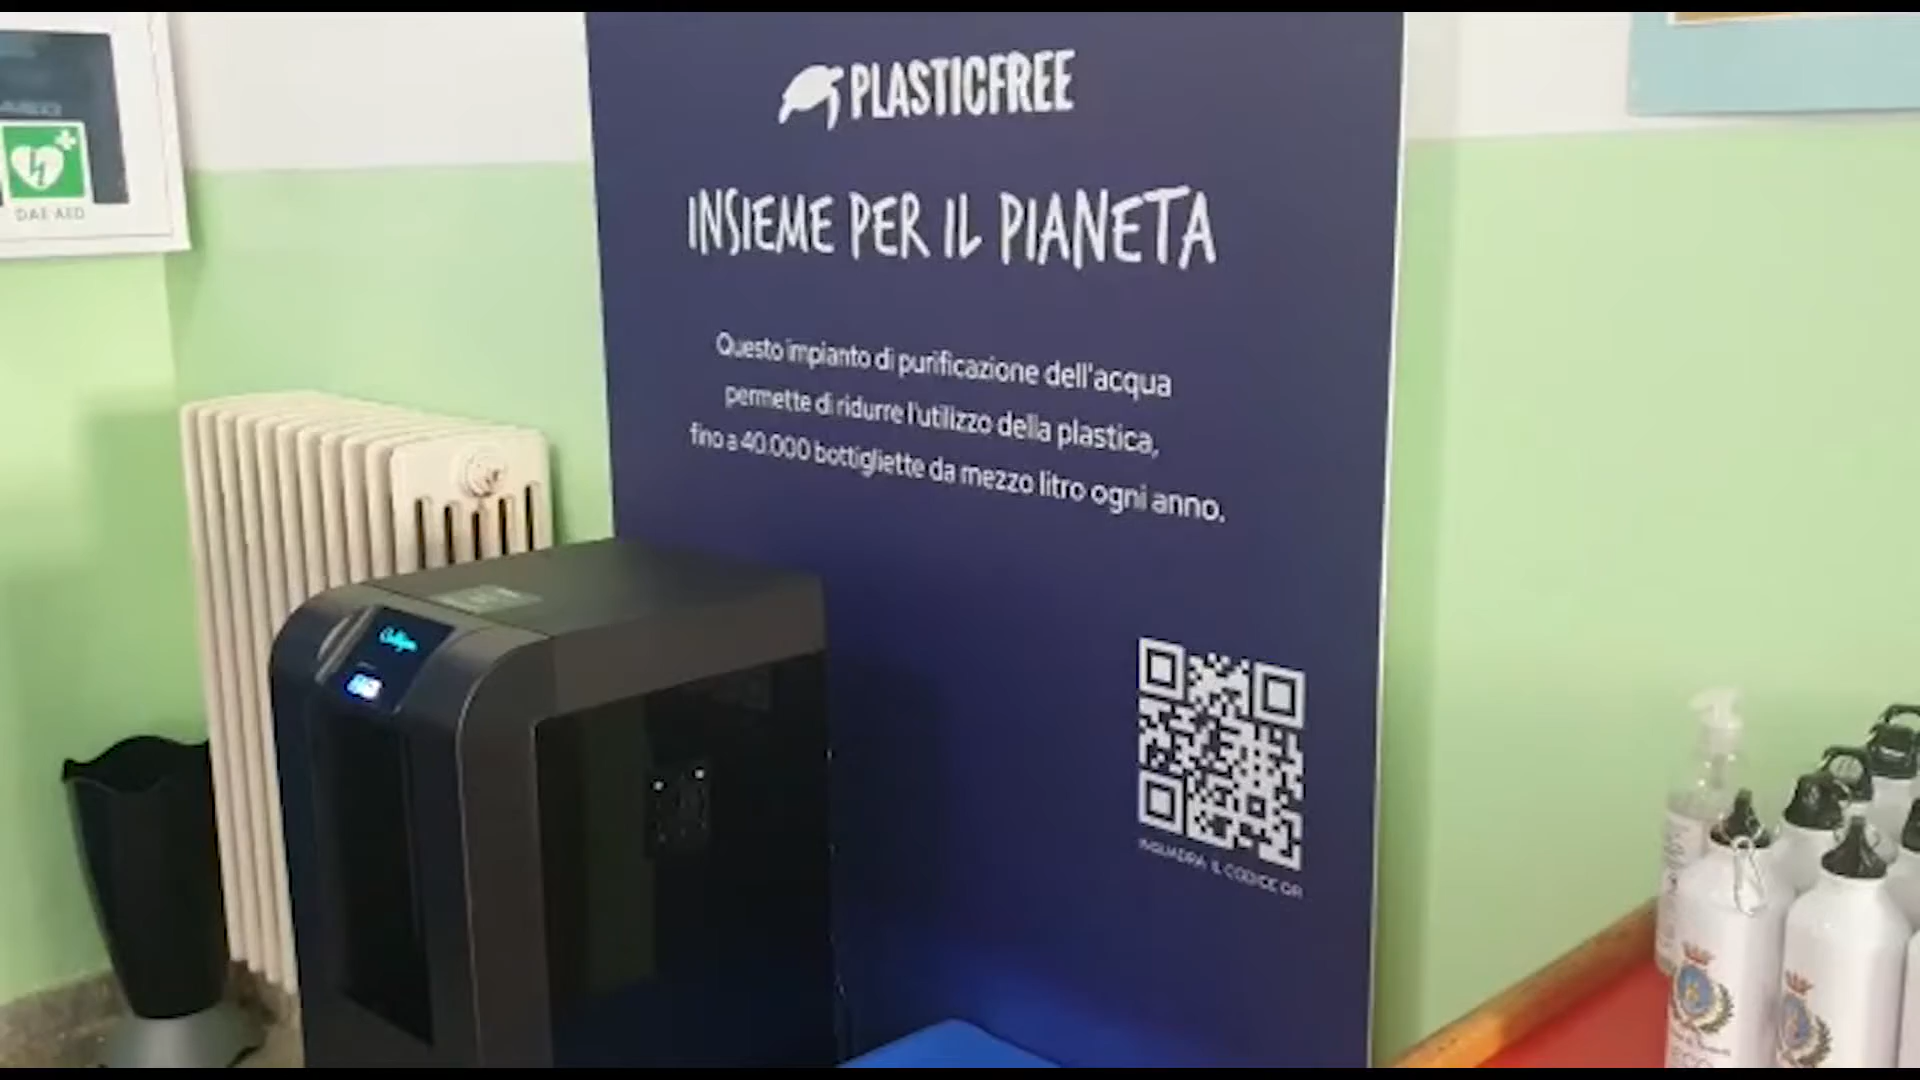 PLASTICFREE
INSIEME PER IL PIANETA
Questo impianto di purificazione dell'acqua
permette di ridurre l'utilizzo della plastica,
fino a 40.000 bottigliette da mezzo litro ogni anno.
INQUADRA IL CODICE QR
DAE-AED
Culligan